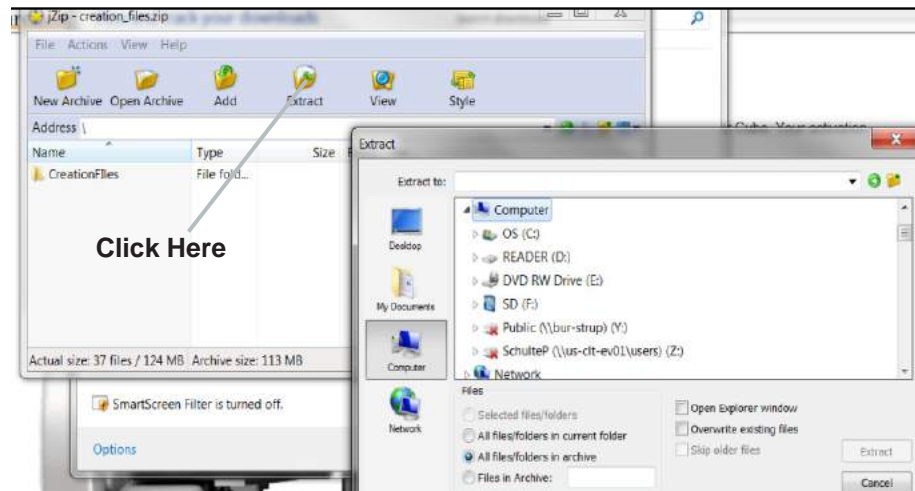 jZip - creation_files.zip
File Actions View Help
New Archive Open Archive Add Extract View Style
Address \
Name Type Size
CreationFIles File fold...
Click Here
Actual size: 37 files / 124 MB Archive size: 113 MB
SmartScreen Filter is turned off.
Options
Extract
Extract to:
Desktop
My Documents
Computer
Network
Computer
OS (C:)
READER (D:)
DVD RW Drive (E:)
SD (F:)
Public (\\bur-strup) (Y:)
SchulteP (\\us-clt-ev01\users) (Z:)
Network
Files
Selected files/folders
All files/folders in current folder
All files/folders in archive
Files in Archive:
Open Explorer window
Overwrite existing files
Skip older files
Extract
Cancel